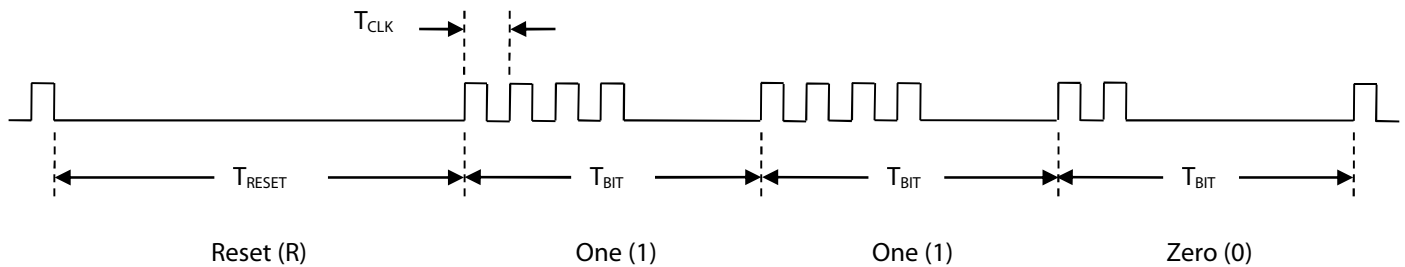 TCLK
TRESET TBIT TBIT TBIT
Reset (R) One (1) One (1) Zero (0)